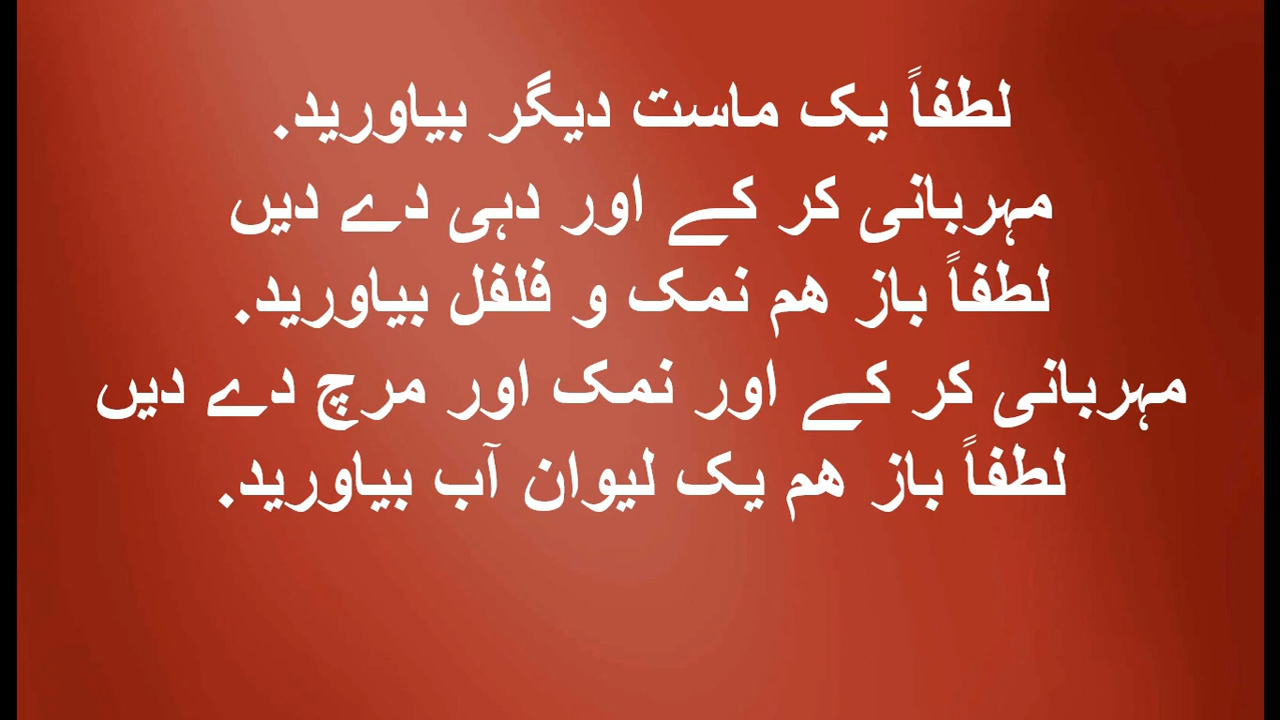 لطفاً یک ماست دیگر بیاورید.
مہربانی کر کے اور دہی دے دیں
لطفاً باز هم نمک و فلفل بیاورید.
مہربانی کر کے اور نمک اور مرچ دے دیں
لطفاً باز هم یک لیوان آب بیاورید.